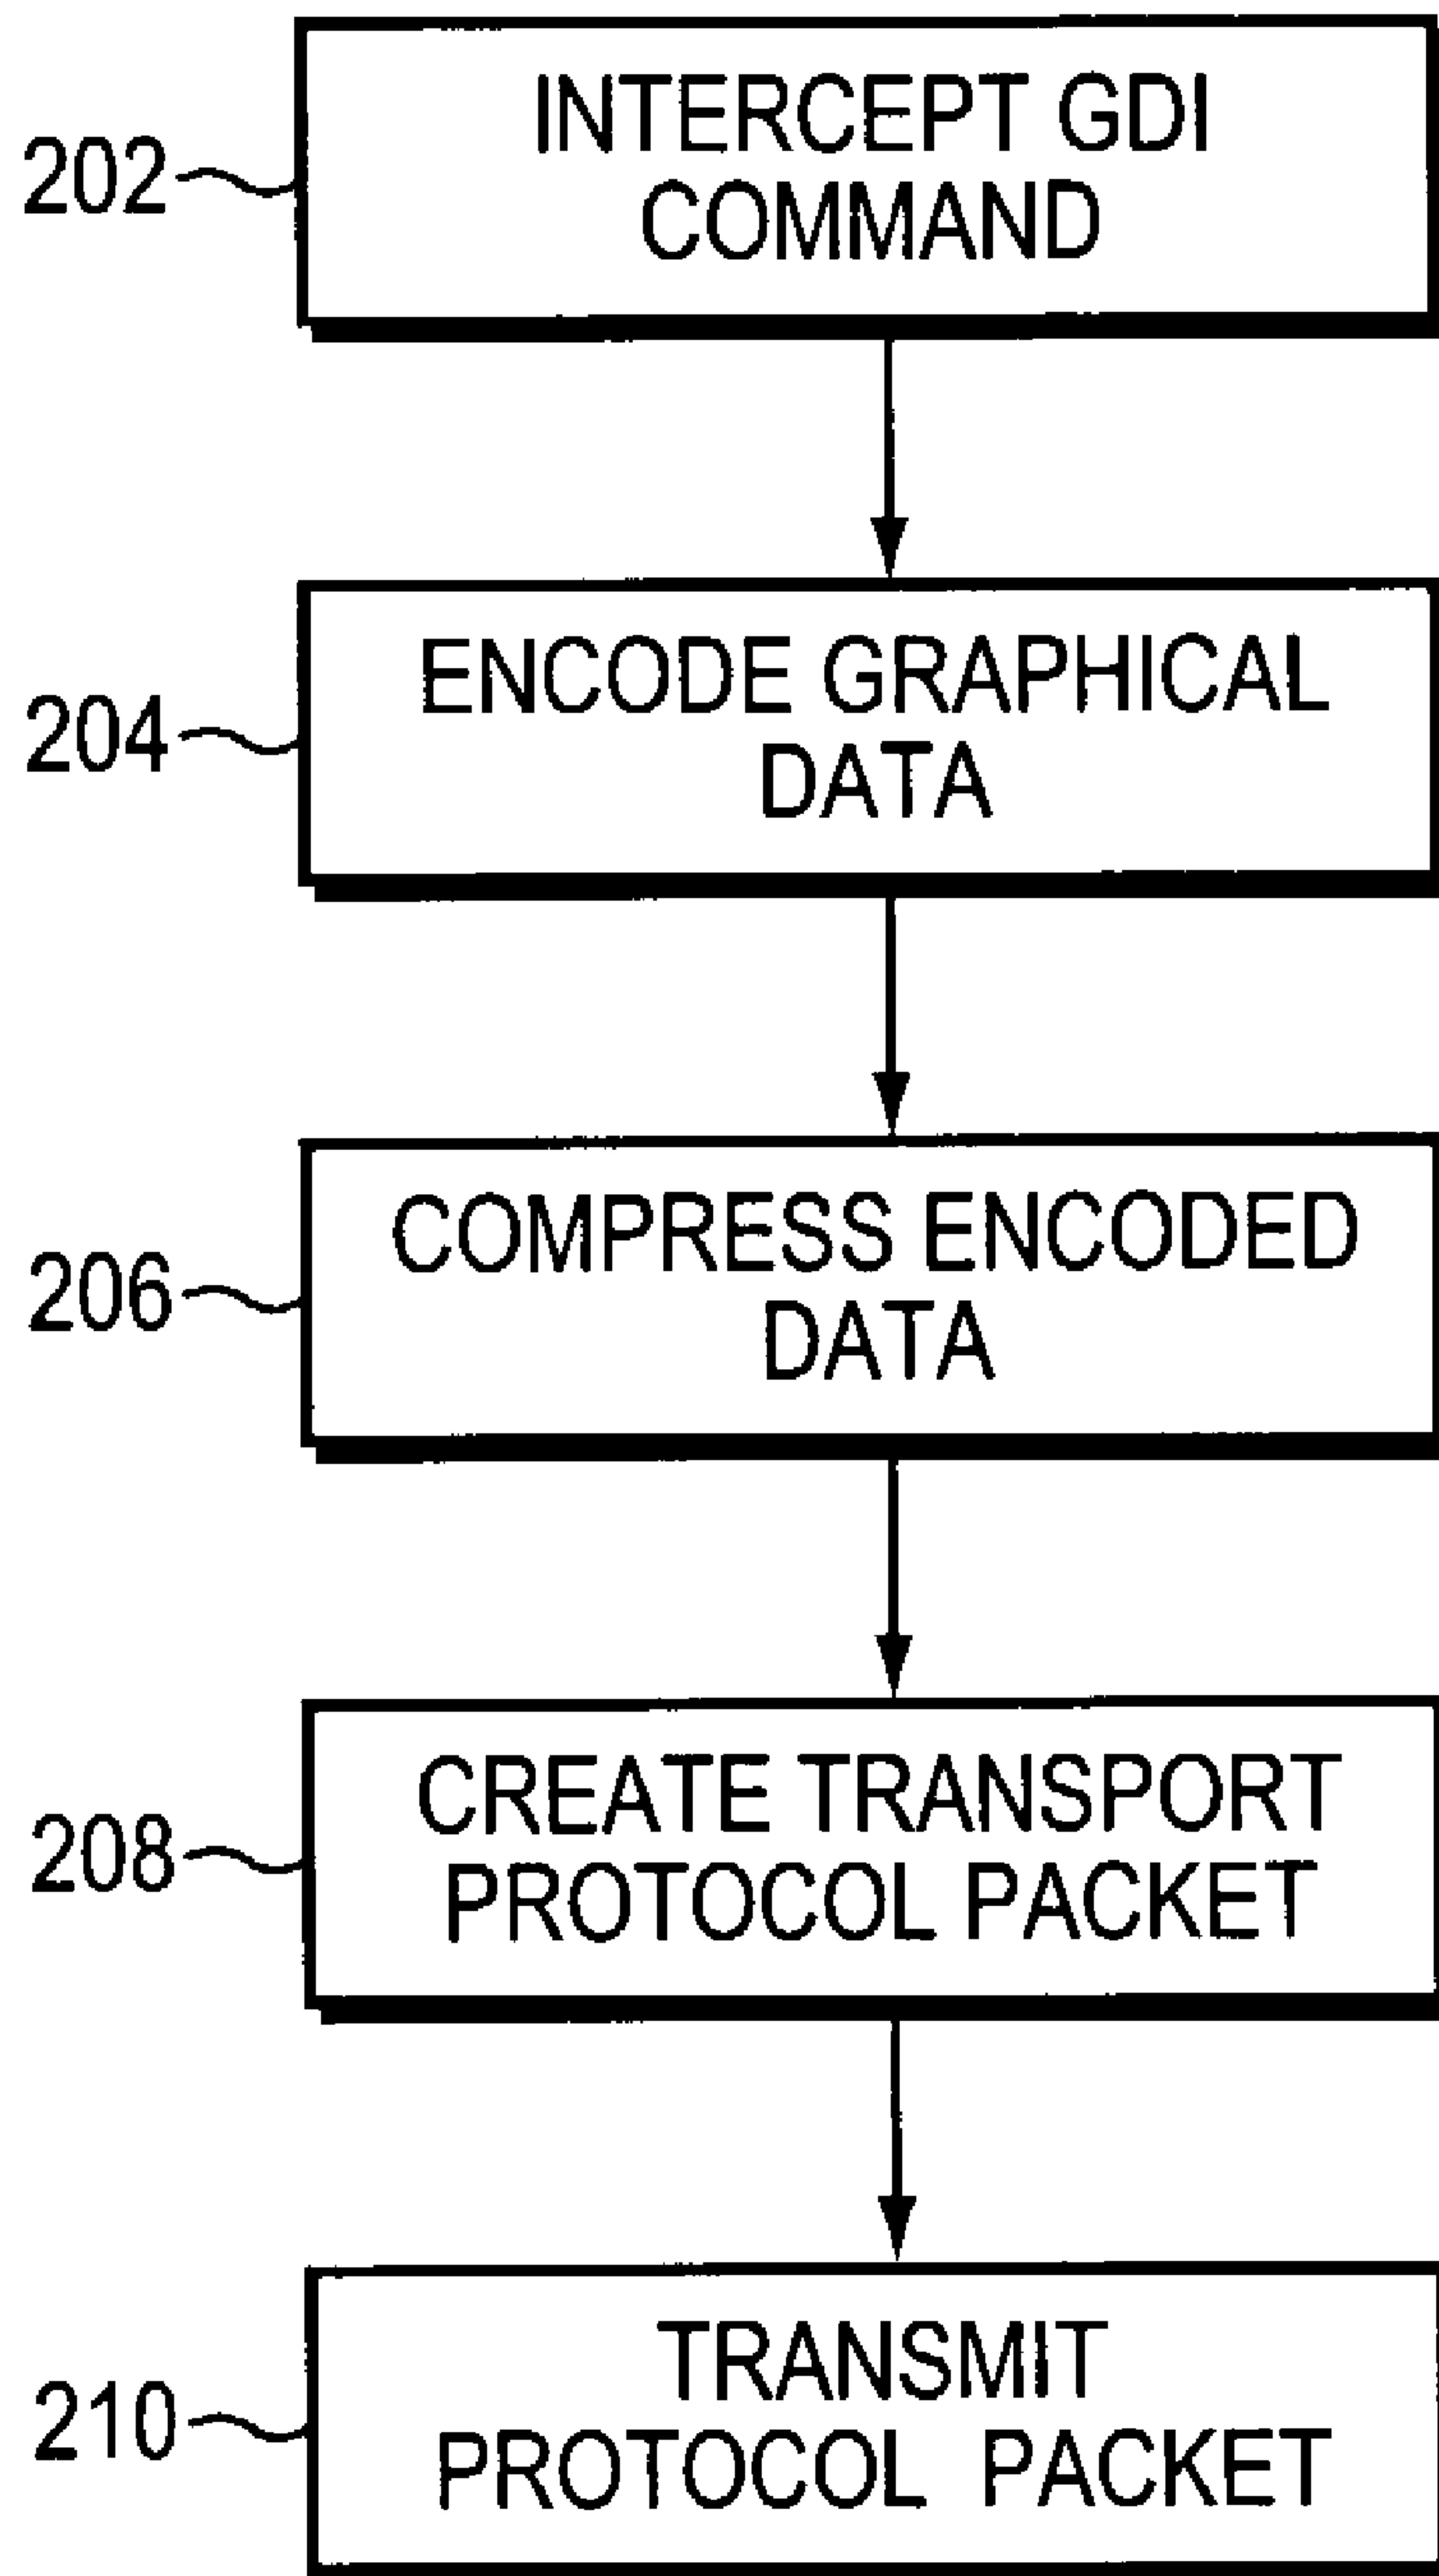 202
INTERCEPT GDI
COMMAND
204
ENCODE GRAPHICAL
DATA
206
COMPRESS ENCODED
DATA
208
CREATE TRANSPORT
PROTOCOL PACKET
210
TRANSMIT
PROTOCOL PACKET